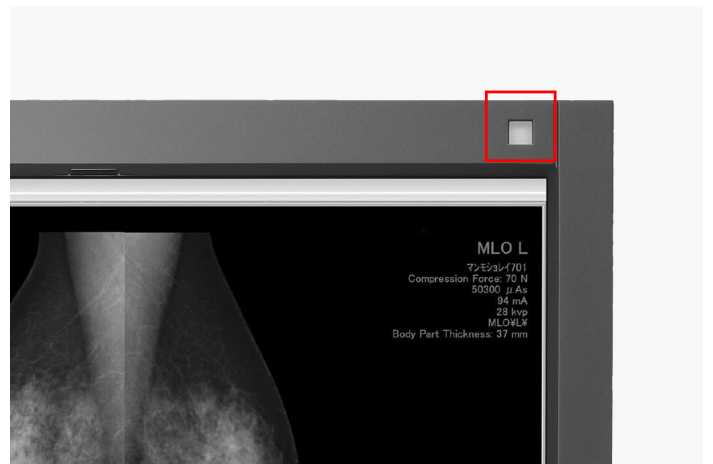 MLO L
マンモショレイ701
Compression Force: 70 N
50300 μAs
94 mA
28 kvp
MLO¥L¥
Body Part Thickness: 37 mm